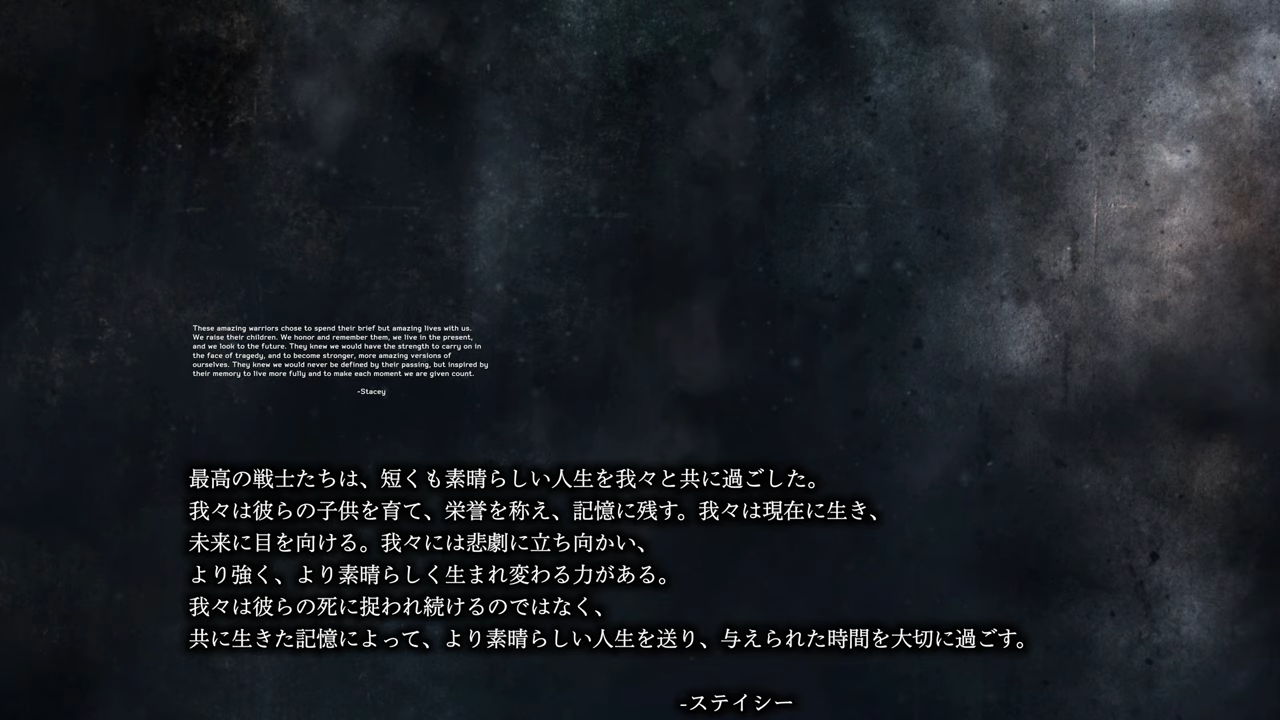 These amazing warriors chose to spend their brief but amazing lives with us.
We raise their children. We honor and remember them, we live in the present,
and we look to the future. They knew we would have the strength to carry on in
the face of tragedy, and to become stronger, more amazing versions of
ourselves. They knew we would never be defined by their passing, but inspired by
their memory to live more fully and to make each moment we are given count.
-Stacey
最高の戦士たちは、短くも素晴らしい人生を我々と共に過ごした。
我々は彼らの子供を育て、栄誉を称え、記憶に残す。我々は現在に生き、
未来に目を向ける。我々には悲劇に立ち向かい、
より強く、より素晴らしく生まれ変わる力がある。
我々は彼らの死に捉われ続けるのではなく、
共に生きた記憶によって、より素晴らしい人生を送り、与えられた時間を大切に過ごす。
-ステイシー